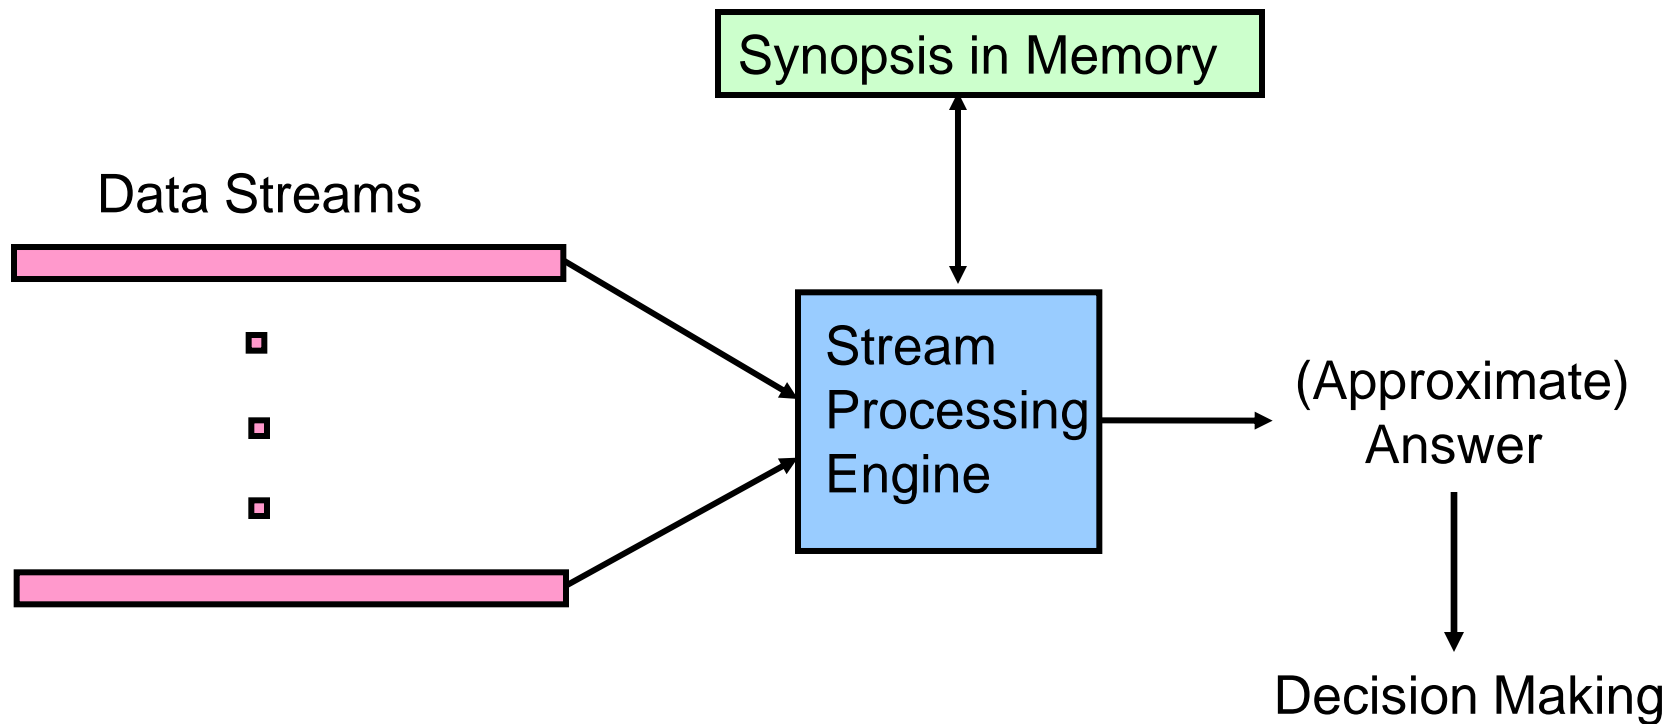 Synopsis in Memory
Data Streams
Stream
Processing
Engine
(Approximate)
Answer
Decision Making